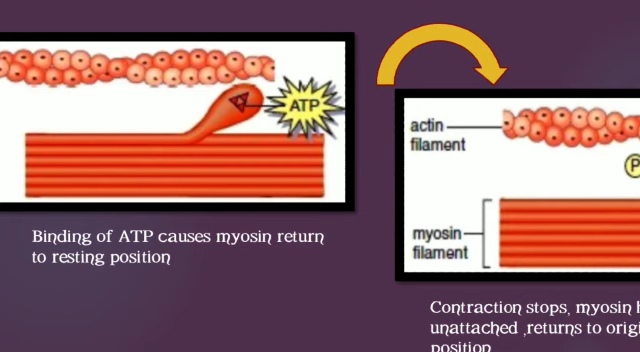 ATP
Binding of ATP causes myosin return
to resting position
actin
filament
P
myosin
filament
Contraction stops, myosin
unattached ,returns to
position